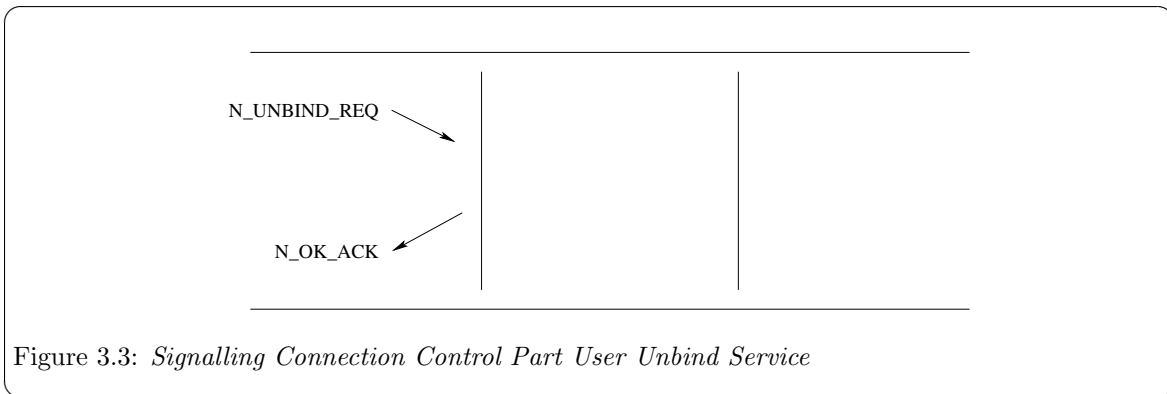 N_UNBIND_REQ
N_OK_ACK
Figure 3.3: Signalling Connection Control Part User Unbind Service